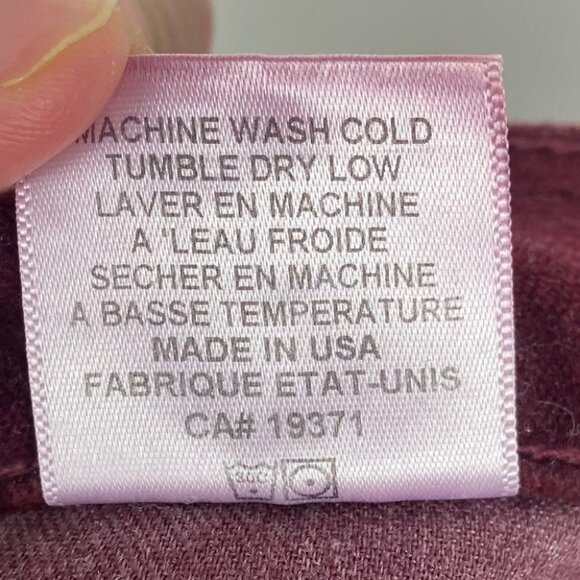 MACHINE WASH COLD
TUMBLE DRY LOW
LAVER EN MACHINE
A 'LEAU FROIDE
SECHER EN MACHINE
A BASSE TEMPERATURE
MADE IN USA
FABRIQUE ETAT-UNIS
CA# 19371
30C